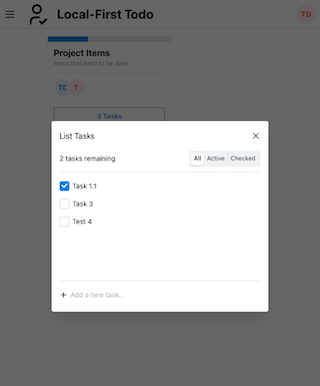 Local-First Todo
TD
Project Items
Items that need to be done.
TD
T
3 Tasks
List Tasks
2 tasks remaining
All
Active
Checked
Task 1.1
Task 3
Test 4
Add a new task...